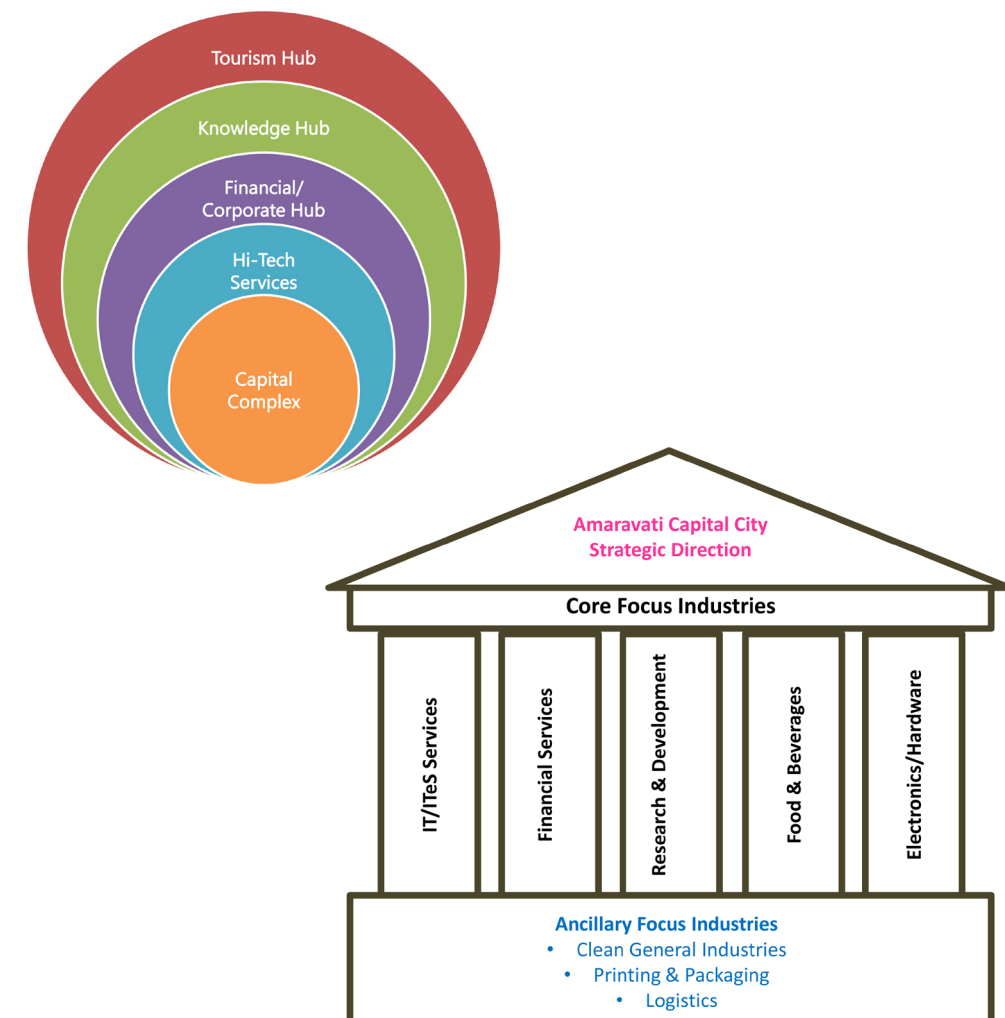 Tourism Hub
Knowledge Hub
Financial/
Corporate Hub
Hi-Tech
Services
Capital
Complex
Amaravati Capital City
Strategic Direction
Core Focus Industries
IT/ITeS Services
Financial Services
Research & Development
Food & Beverages
Electronics/Hardware
Ancillary Focus Industries
• Clean General Industries
• Printing & Packaging
• Logistics